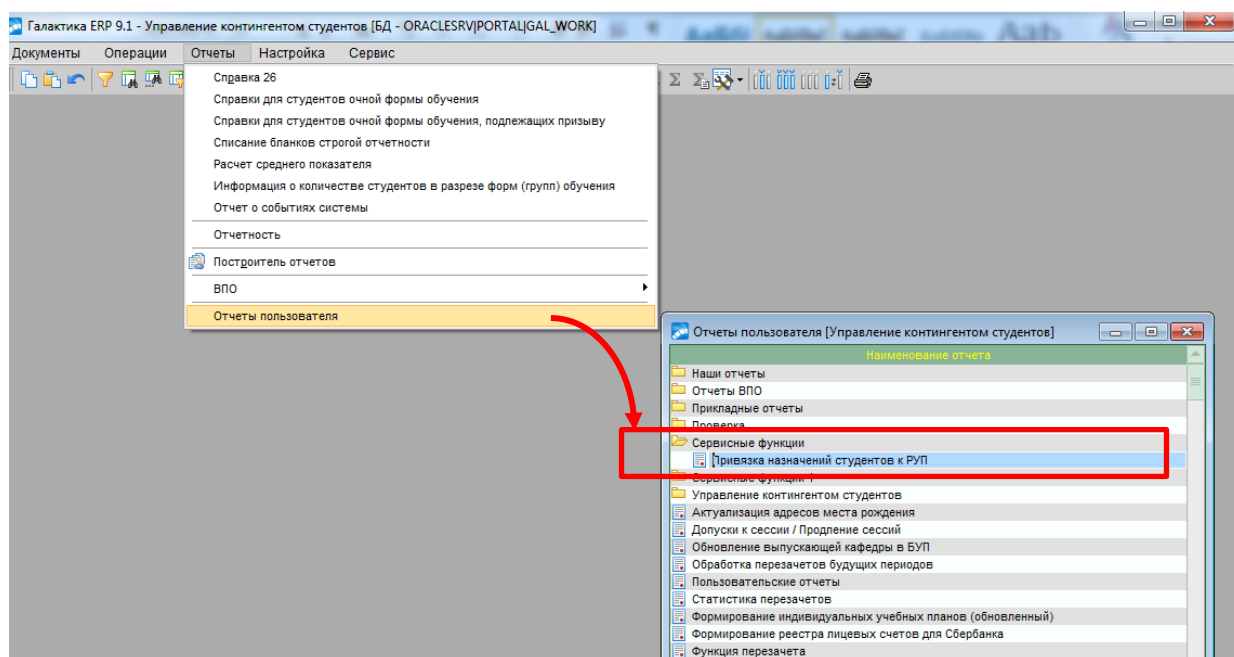 Галактика ERP 9.1 - Управление контингентом студентов [БД - ORACLESRV|PORTAL|GAL_WORK]
Документы Операции Отчеты Настройка Сервис
Справка 26
Справки для студентов очной формы обучения
Справки для студентов очной формы обучения, подлежащих призыву
Списание бланков строгой отчетности
Расчет среднего показателя
Информация о количестве студентов в разрезе форм (групп) обучения
Отчет о событиях системы
Отчетность
Построитель отчетов
ВПО
Отчеты пользователя
Отчеты пользователя [Управление контингентом студентов]
Наименование отчета
Наши отчеты
Отчеты ВПО
Прикладные отчеты
Проверка
Сервисные функции
Привязка назначений студентов к РУП
Сервисные функции 1
Управление контингентом студентов
Актуализация адресов места рождения
Допуски к сессии / Продление сессий
Обновление выпускающей кафедры в БУП
Обработка перезачетов будущих периодов
Пользовательские отчеты
Статистика перезачетов
Формирование индивидуальных учебных планов (обновленный)
Формирование реестра лицевых счетов для Сбербанка
Функция перезачета